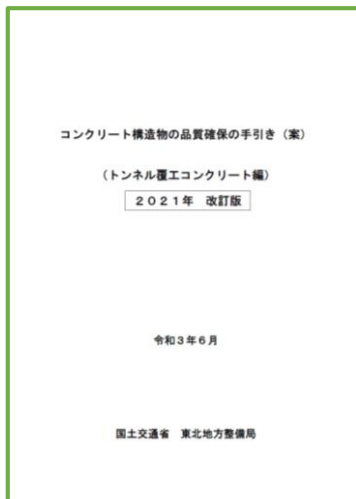 コンクリート構造物の品質確保の手引き（案）
（トンネル覆工コンクリート編）
２０２１年　改訂版
令和３年６月
国土交通省　東北地方整備局